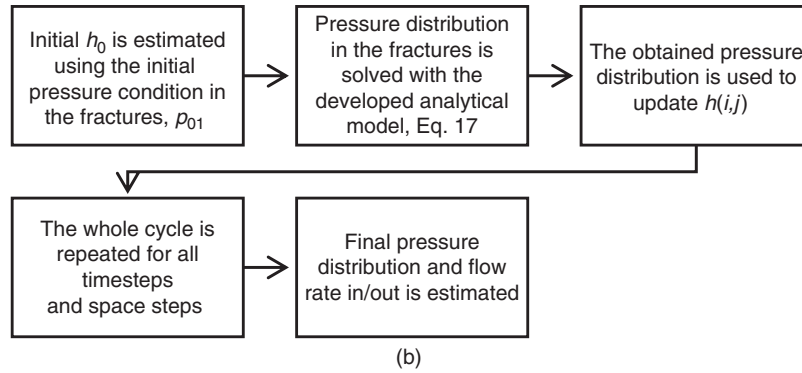 Initial h0 is estimated
using the initial
pressure condition in
the fractures, p01
Pressure distribution
in the fractures is
solved with the
developed analytical
model, Eq. 17
The obtained pressure
distribution is used to
update h(i,j)
The whole cycle is
repeated for all
timesteps
and space steps
Final pressure
distribution and flow
rate in/out is estimated
(b)